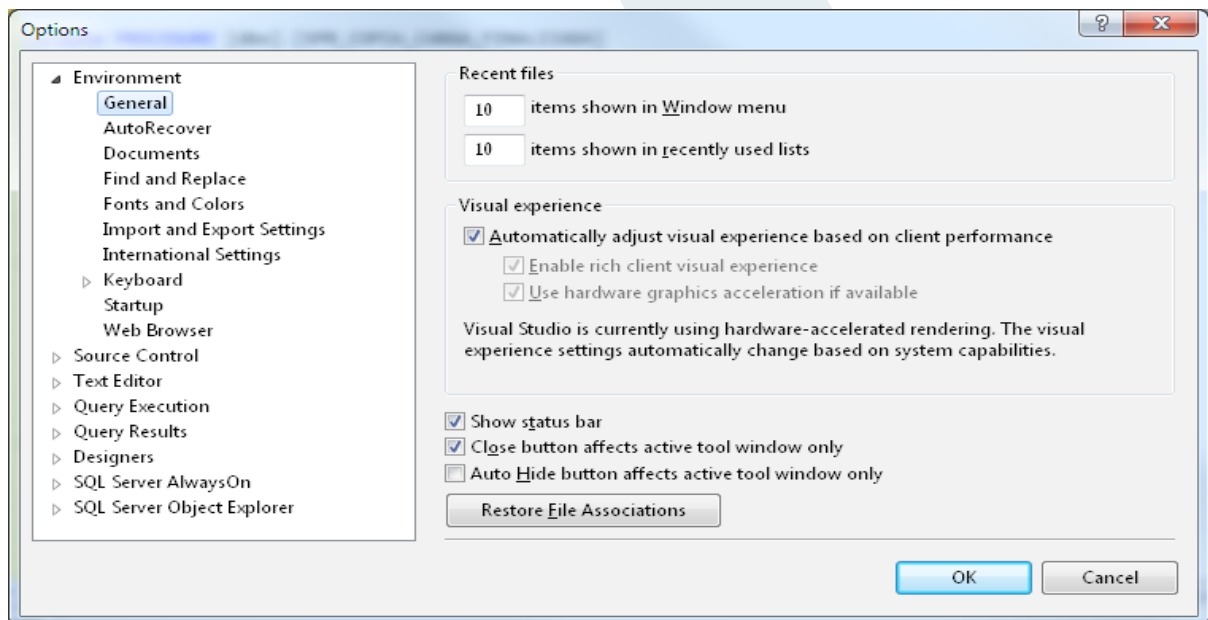 Options
Environment
General
AutoRecover
Documents
Find and Replace
Fonts and Colors
Import and Export Settings
International Settings
Keyboard
Startup
Web Browser
Source Control
Text Editor
Query Execution
Query Results
Designers
SQL Server AlwaysOn
SQL Server Object Explorer
Recent files
10 items shown in Window menu
10 items shown in recently used lists
Visual experience
Automatically adjust visual experience based on client performance
Enable rich client visual experience
Use hardware graphics acceleration if available
Visual Studio is currently using hardware-accelerated rendering. The visual
experience settings automatically change based on system capabilities.
Show status bar
Close button affects active tool window only
Auto Hide button affects active tool window only
Restore File Associations
OK Cancel